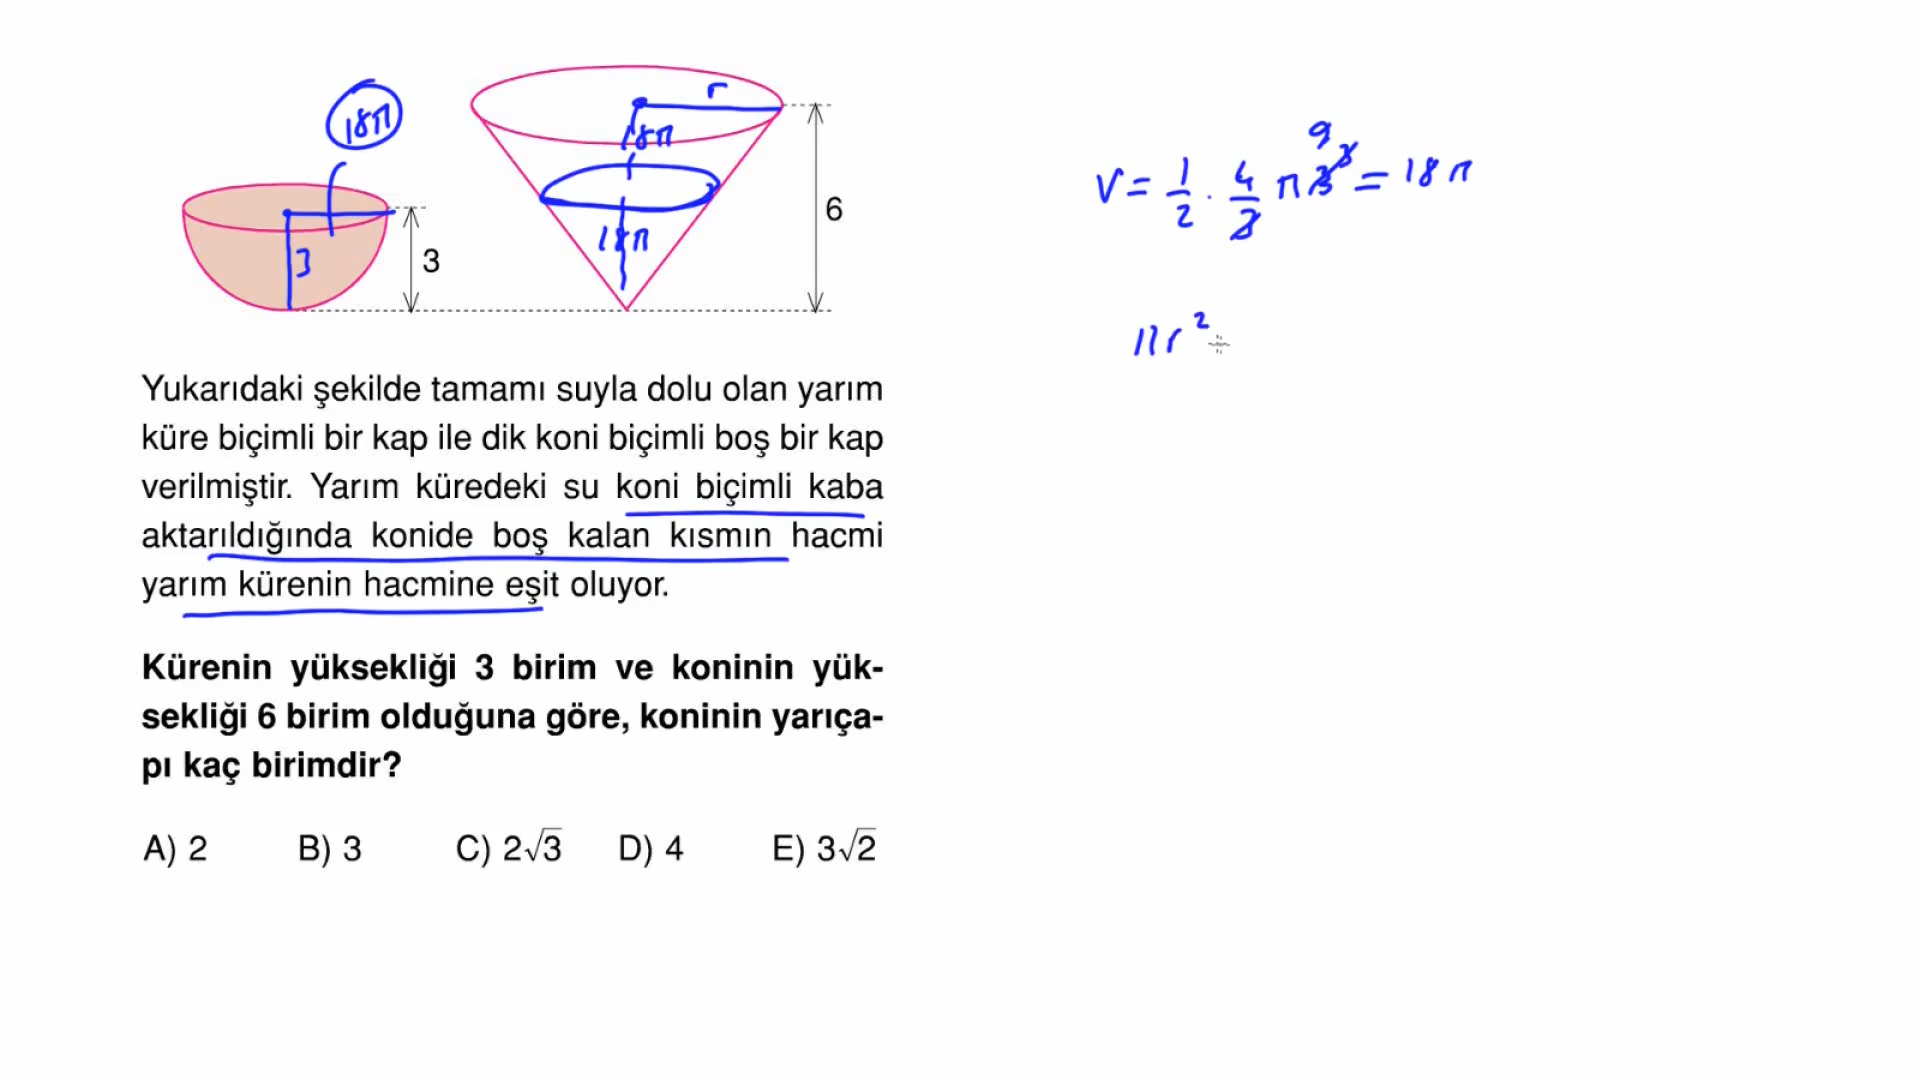 18π
r
18π
18π
3
3
6
V = 1/2 · 4/3 π 3³ 9 = 18π
πr²
Yukarıdaki şekilde tamamı suyla dolu olan yarım
küre biçimli bir kap ile dik koni biçimli boş bir kap
verilmiştir. Yarım küredeki su koni biçimli kaba
aktarıldığında konide boş kalan kısmın hacmi
yarım kürenin hacmine eşit oluyor.
Kürenin yüksekliği 3 birim ve koninin yük-
sekliği 6 birim olduğuna göre, koninin yarıça-
pı kaç birimdir?
A) 2 B) 3 C) 2√3 D) 4 E) 3√2